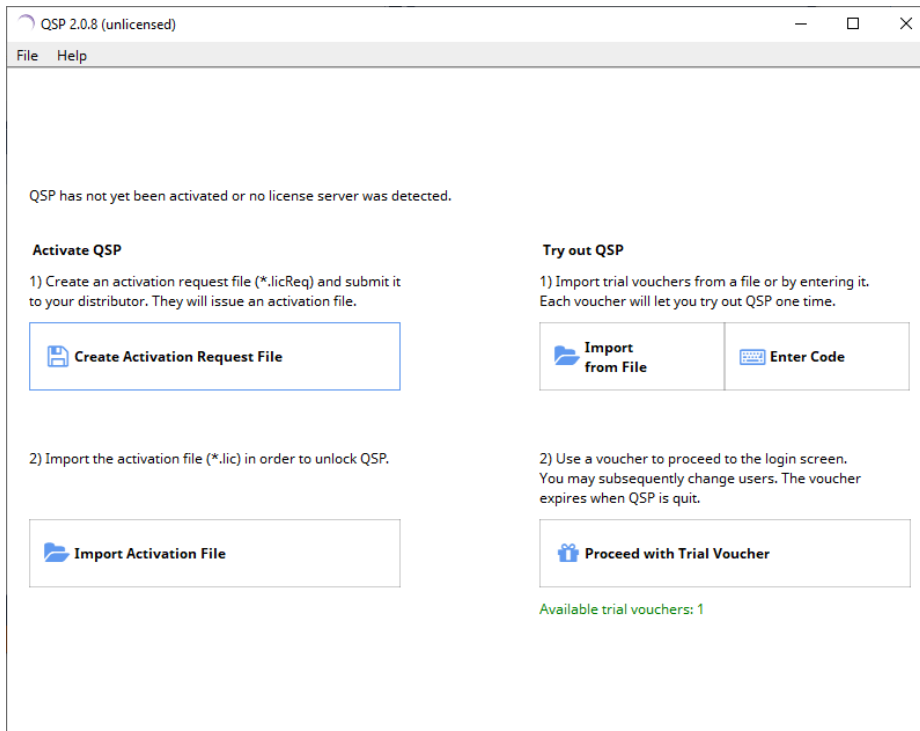 QSP 2.0.8 (unlicensed)
File Help
QSP has not yet been activated or no license server was detected.
Activate QSP
1) Create an activation request file (*.licReq) and submit it
to your distributor. They will issue an activation file.
Create Activation Request File
2) Import the activation file (*.lic) in order to unlock QSP.
Import Activation File
Try out QSP
1) Import trial vouchers from a file or by entering it.
Each voucher will let you try out QSP one time.
Import
from File
Enter Code
2) Use a voucher to proceed to the login screen.
You may subsequently change users. The voucher
expires when QSP is quit.
Proceed with Trial Voucher
Available trial vouchers: 1